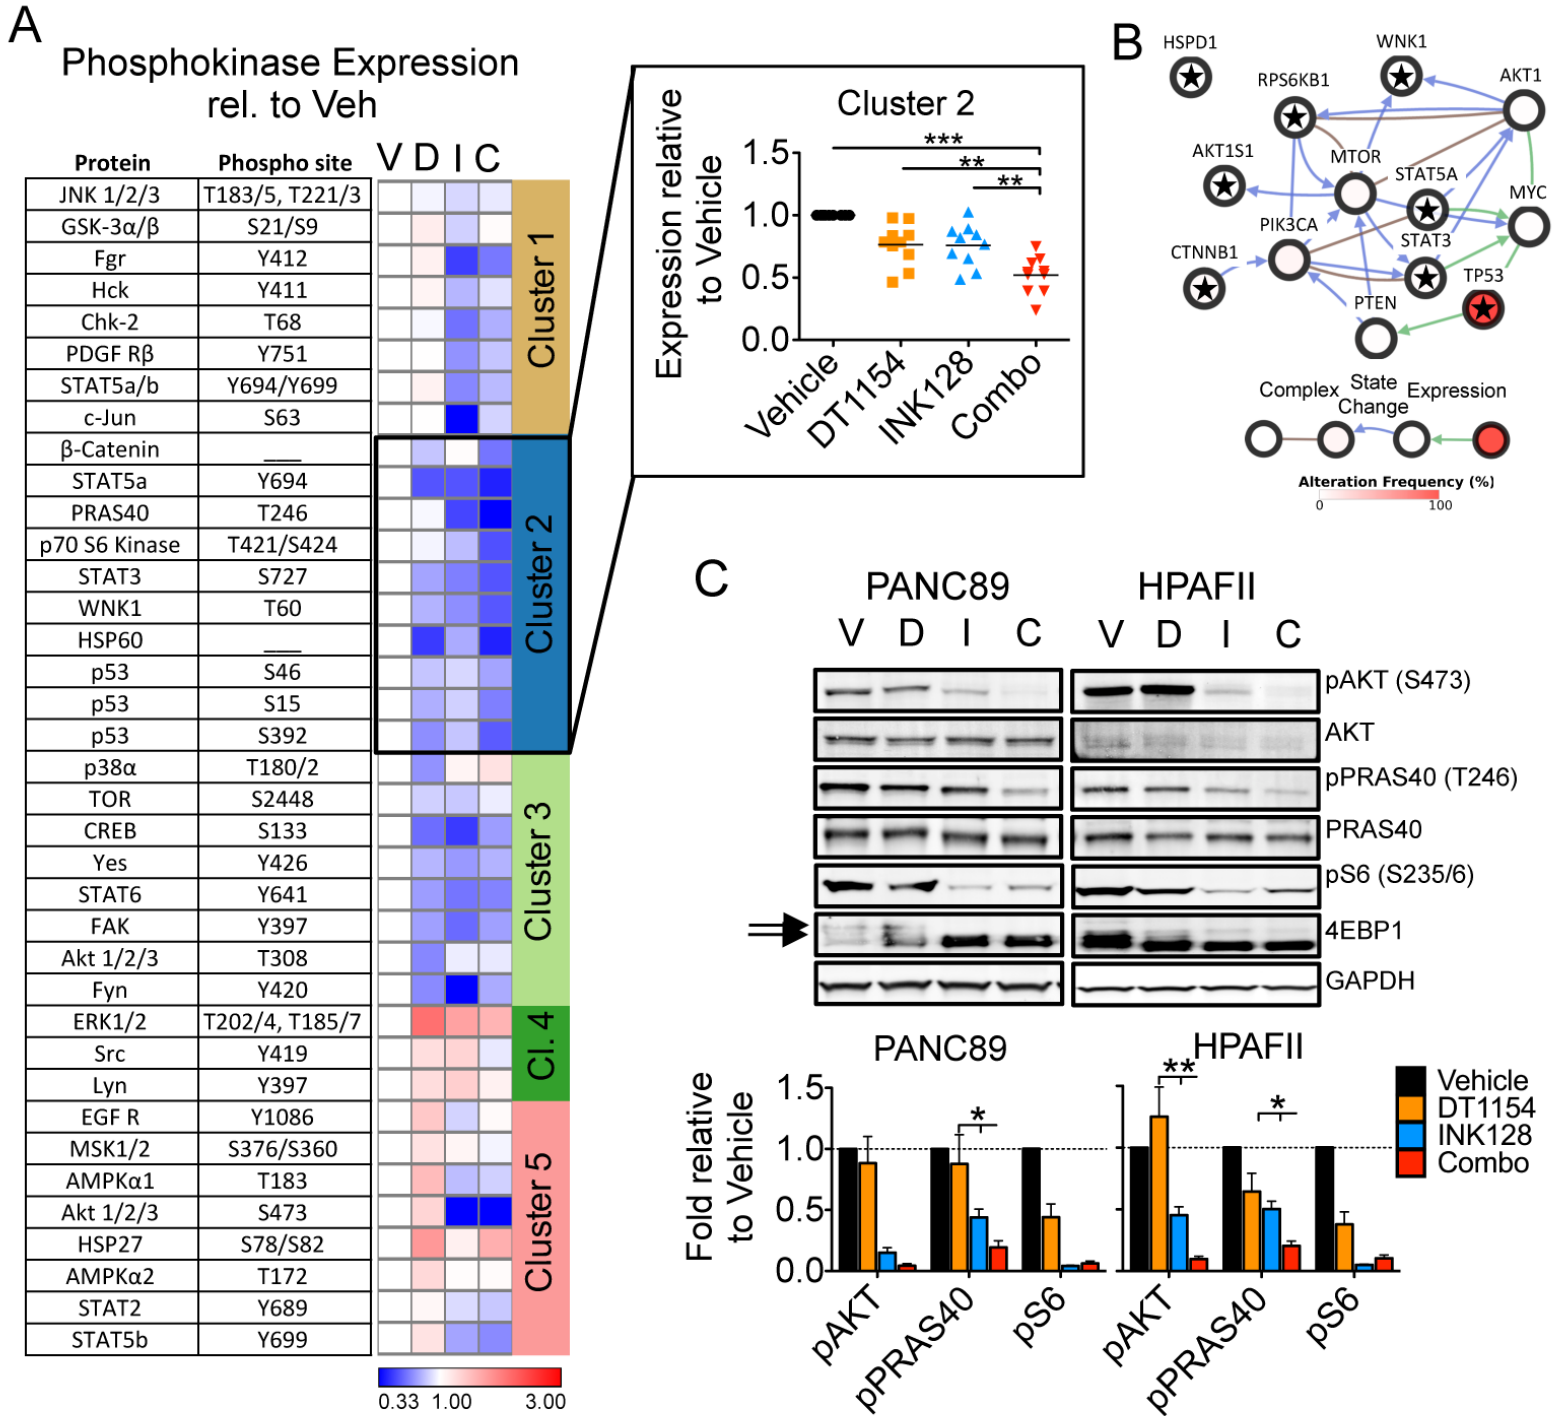 A
Phosphokinase Expression
rel. to Veh
Protein Phospho site V D I C
JNK 1/2/3 T183/5, T221/3
GSK-3α/β S21/S9
Fgr Y412
Hck Y411
Chk-2 T68
PDGF Rβ Y751
STAT5a/b Y694/Y699
c-Jun S63
β-Catenin ___
STAT5a Y694
PRAS40 T246
p70 S6 Kinase T421/S424
STAT3 S727
WNK1 T60
HSP60 ___
p53 S46
p53 S15
p53 S392
p38α T180/2
TOR S2448
CREB S133
Yes Y426
STAT6 Y641
FAK Y397
Akt 1/2/3 T308
Fyn Y420
ERK1/2 T202/4, T185/7
Src Y419
Lyn Y397
EGF R Y1086
MSK1/2 S376/S360
AMPKα1 T183
Akt 1/2/3 S473
HSP27 S78/S82
AMPKα2 T172
STAT2 Y689
STAT5b Y699
Cluster 1
Cluster 2
Cluster 3
Cl. 4
Cluster 5
0.33 1.00 3.00
Cluster 2
Expression relative
to Vehicle
1.5
1.0
0.5
0.0
***
**
**
Vehicle
DT1154
INK128
Combo
B
HSPD1
WNK1
RPS6KB1
AKT1
AKT1S1
MTOR
STAT5A
MYC
PIK3CA
STAT3
CTNNB1
TP53
PTEN
Complex
State
Change
Expression
Alteration Frequency (%)
0 100
C
PANC89 HPAFII
V D I C V D I C
pAKT (S473)
AKT
pPRAS40 (T246)
PRAS40
pS6 (S235/6)
4EBP1
GAPDH
PANC89 HPAFII
Fold relative
to Vehicle
1.5
1.0
0.5
0.0
*
**
*
pAKT
pPRAS40
pS6
pAKT
pPRAS40
pS6
Vehicle
DT1154
INK128
Combo